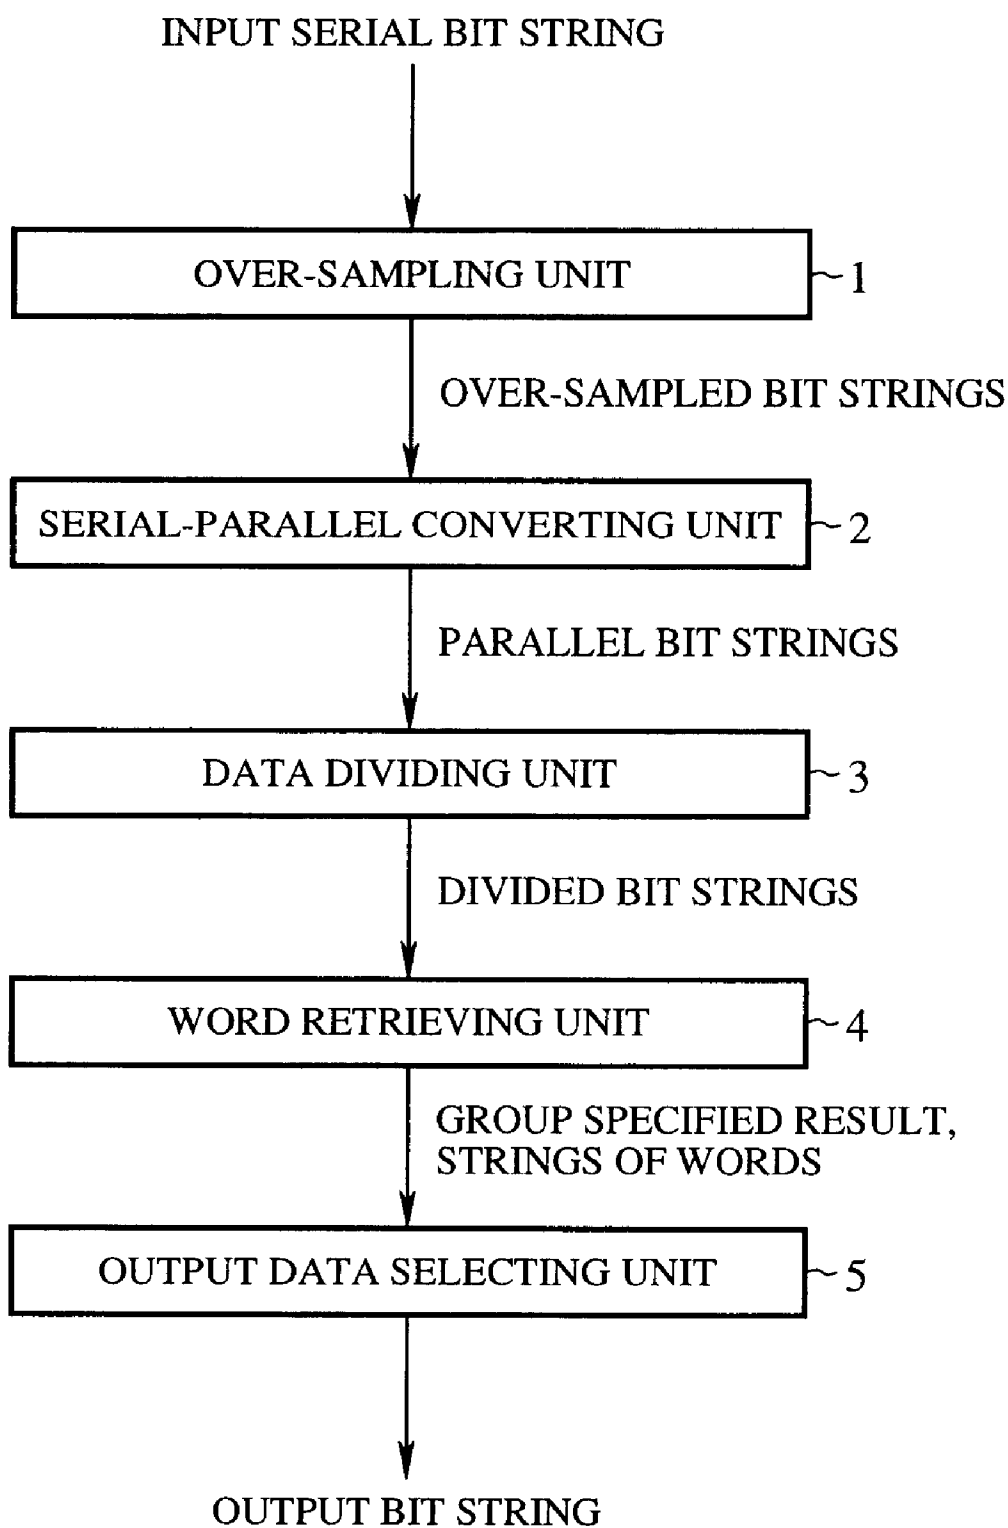 INPUT SERIAL BIT STRING
OVER-SAMPLING UNIT
1
OVER-SAMPLED BIT STRINGS
SERIAL-PARALLEL CONVERTING UNIT
2
PARALLEL BIT STRINGS
DATA DIVIDING UNIT
3
DIVIDED BIT STRINGS
WORD RETRIEVING UNIT
4
GROUP SPECIFIED RESULT,
STRINGS OF WORDS
OUTPUT DATA SELECTING UNIT
5
OUTPUT BIT STRING